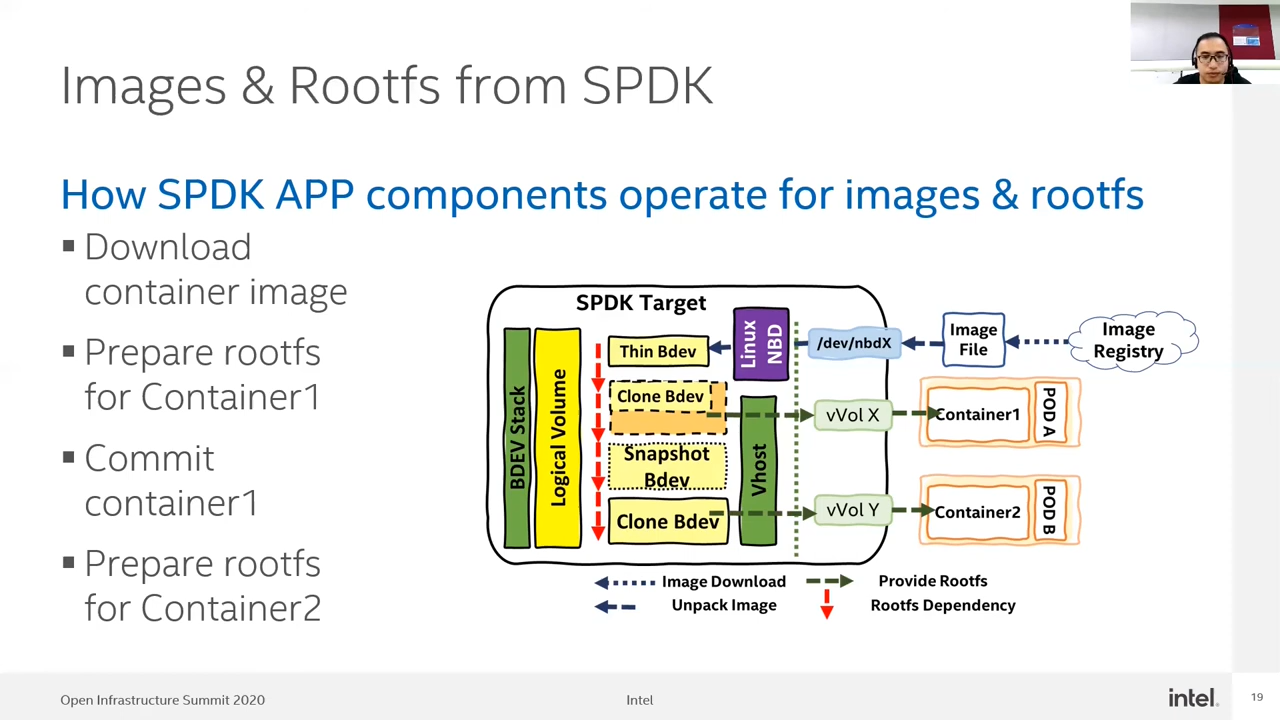 Images & Rootfs from SPDK
How SPDK APP components operate for images & rootfs
▪ Download
container image
▪ Prepare rootfs
for Container1
▪ Commit
container1
▪ Prepare rootfs
for Container2
SPDK Target
BDEV Stack
Logical Volume
Thin Bdev
Linux
NBD
/dev/nbdX
Image
File
Image
Registry
Clone Bdev
Snapshot
Bdev
Clone Bdev
Vhost
vVol X
Container1
POD A
vVol Y
Container2
POD B
Image Download
Provide Rootfs
Unpack Image
Rootfs Dependency
Open Infrastructure Summit 2020
Intel
intel.
19